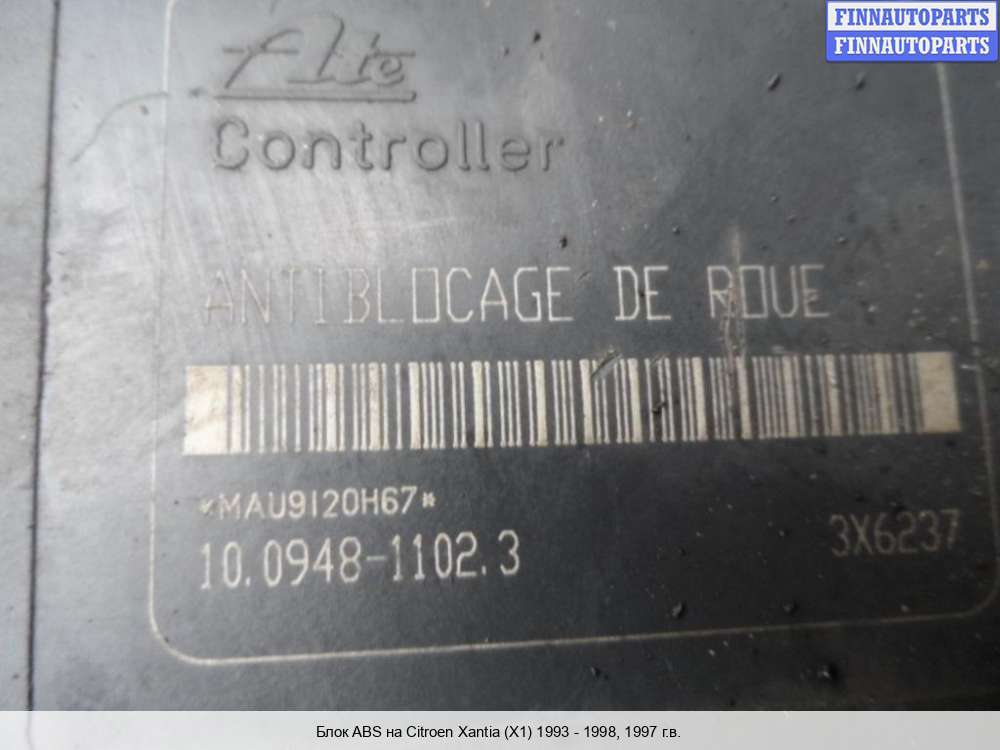 FINNAUTOPARTS
FINNAUTOPARTS
Ate
Controller
ANTIBLOCAGE DE ROUE
*MAU9120H67*
10.0948-1102.3
3X6237
Блок ABS на Citroen Xantia (X1) 1993 - 1998, 1997 г.в.